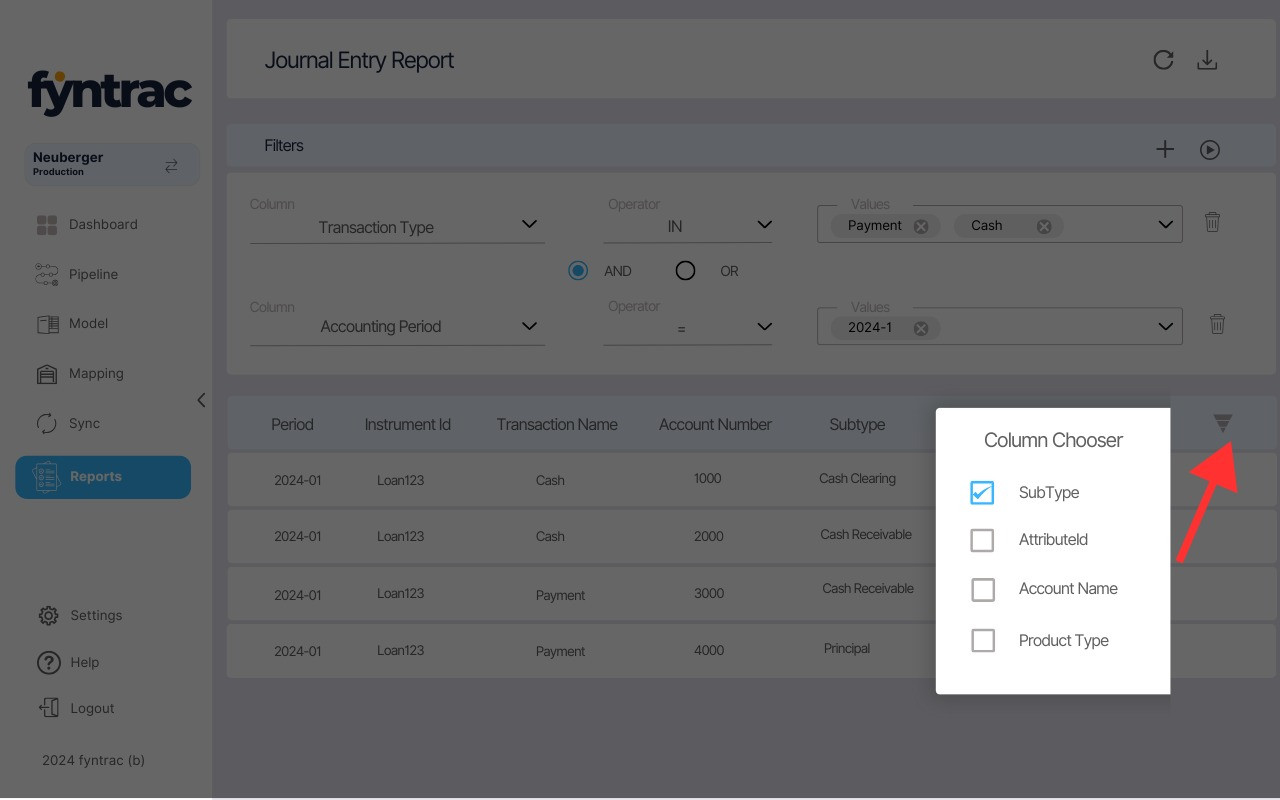 fyntrac
Neuberger
Production
Dashboard
Pipeline
Model
Mapping
Sync
Reports
Settings
Help
Logout
2024 fyntrac (b)
Journal Entry Report
Filters
Column Operator Values
Transaction Type IN Payment Cash
AND OR
Column Operator Values
Accounting Period = 2024-1
Period Instrument Id Transaction Name Account Number Subtype
2024-01 Loan123 Cash 1000 Cash Clearing
2024-01 Loan123 Cash 2000 Cash Receivable
2024-01 Loan123 Payment 3000 Cash Receivable
2024-01 Loan123 Payment 4000 Principal
Column Chooser
SubType
AttributeId
Account Name
Product Type